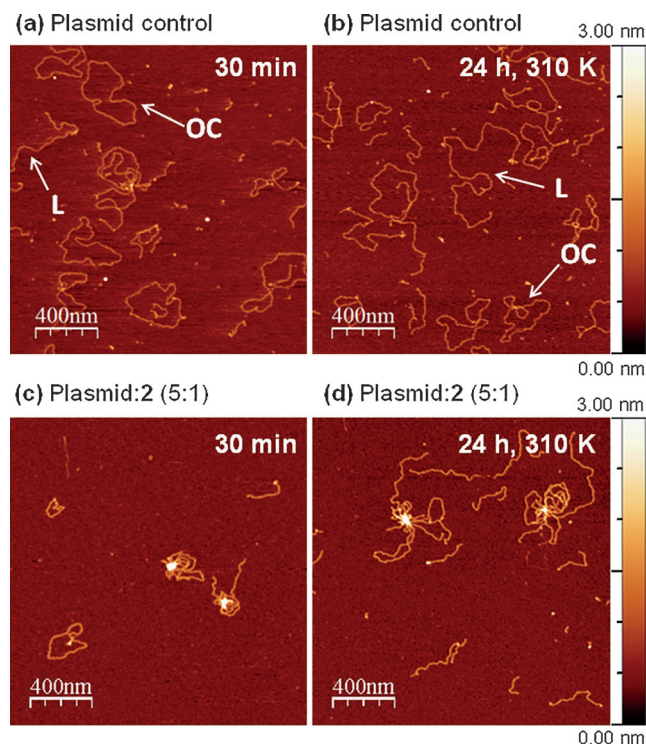 (a) Plasmid control
(b) Plasmid control
3.00 nm
30 min
24 h, 310 K
OC
L
L
OC
400nm
400nm
0.00 nm
(c) Plasmid:2 (5:1)
(d) Plasmid:2 (5:1)
3.00 nm
30 min
24 h, 310 K
400nm
400nm
0.00 nm